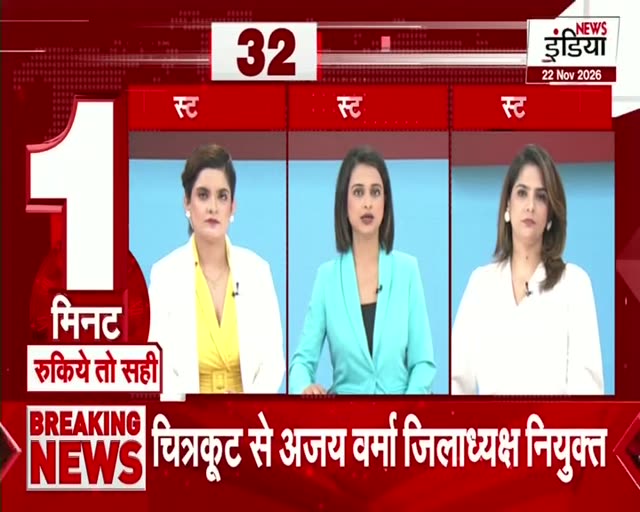 32
NEWS
इंडिया
22 Nov 2026
स्ट स्ट स्ट
1
मिनट
रुकिये तो सही
BREAKING
NEWS
चित्रकूट से अजय वर्मा जिलाध्यक्ष नियुक्त